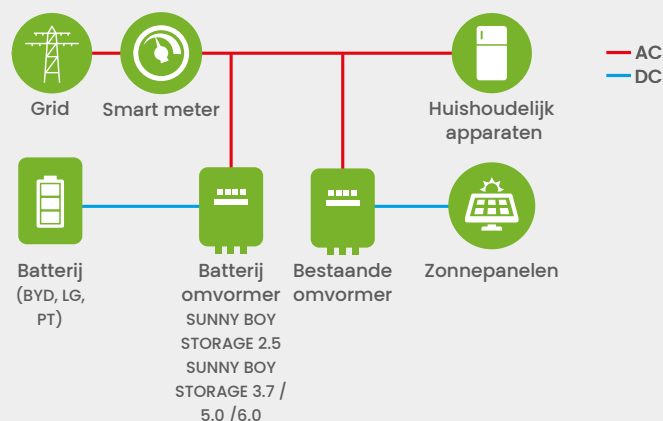 AC
DC
Grid
Smart meter
Huishoudelijk
apparaten
Batterij
(BYD, LG,
PT)
Batterij
omvormer
SUNNY BOY
STORAGE 2.5
SUNNY BOY
STORAGE 3.7 /
5.0 /6.0
Bestaande
omvormer
Zonnepanelen